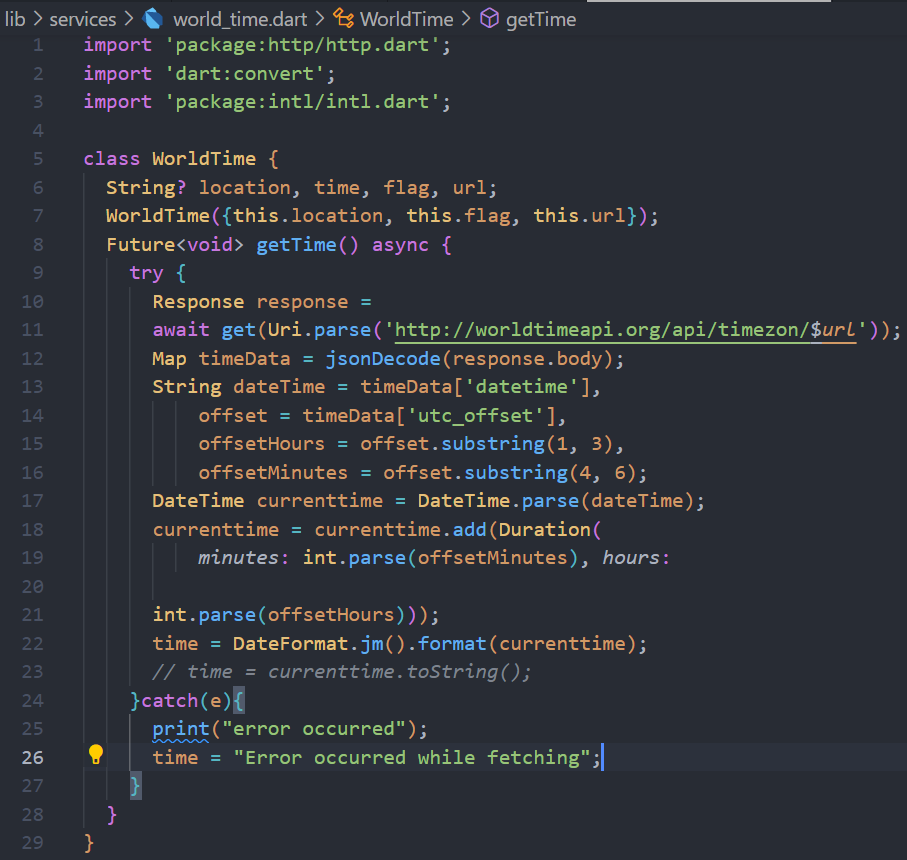 lib > services > world_time.dart > WorldTime > getTime
1 import 'package:http/http.dart';
2 import 'dart:convert';
3 import 'package:intl/intl.dart';
4
5 class WorldTime {
6   String? location, time, flag, url;
7   WorldTime({this.location, this.flag, this.url});
8   Future<void> getTime() async {
9     try {
10       Response response =
11       await get(Uri.parse('http://worldtimeapi.org/api/timezon/$url'));
12       Map timeData = jsonDecode(response.body);
13       String dateTime = timeData['datetime'],
14           offset = timeData['utc_offset'],
15           offsetHours = offset.substring(1, 3),
16           offsetMinutes = offset.substring(4, 6);
17       DateTime currenttime = DateTime.parse(dateTime);
18       currenttime = currenttime.add(Duration(
19           minutes: int.parse(offsetMinutes), hours:
20
21       int.parse(offsetHours)));
22       time = DateFormat.jm().format(currenttime);
23       // time = currenttime.toString();
24     }catch(e){
25       print("error occurred");
26       time = "Error occurred while fetching";
27     }
28   }
29 }